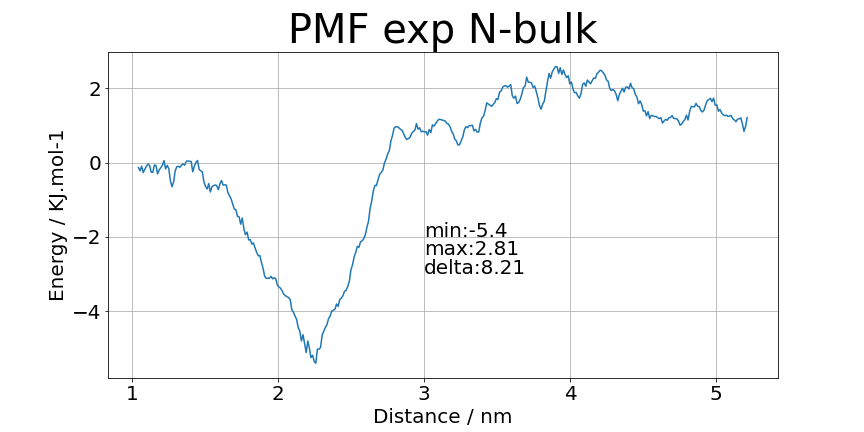 PMF exp N-bulk
2
0
−2
−4
Energy / KJ.mol-1
min:-5.4
max:2.81
delta:8.21
1 2 3 4 5
Distance / nm